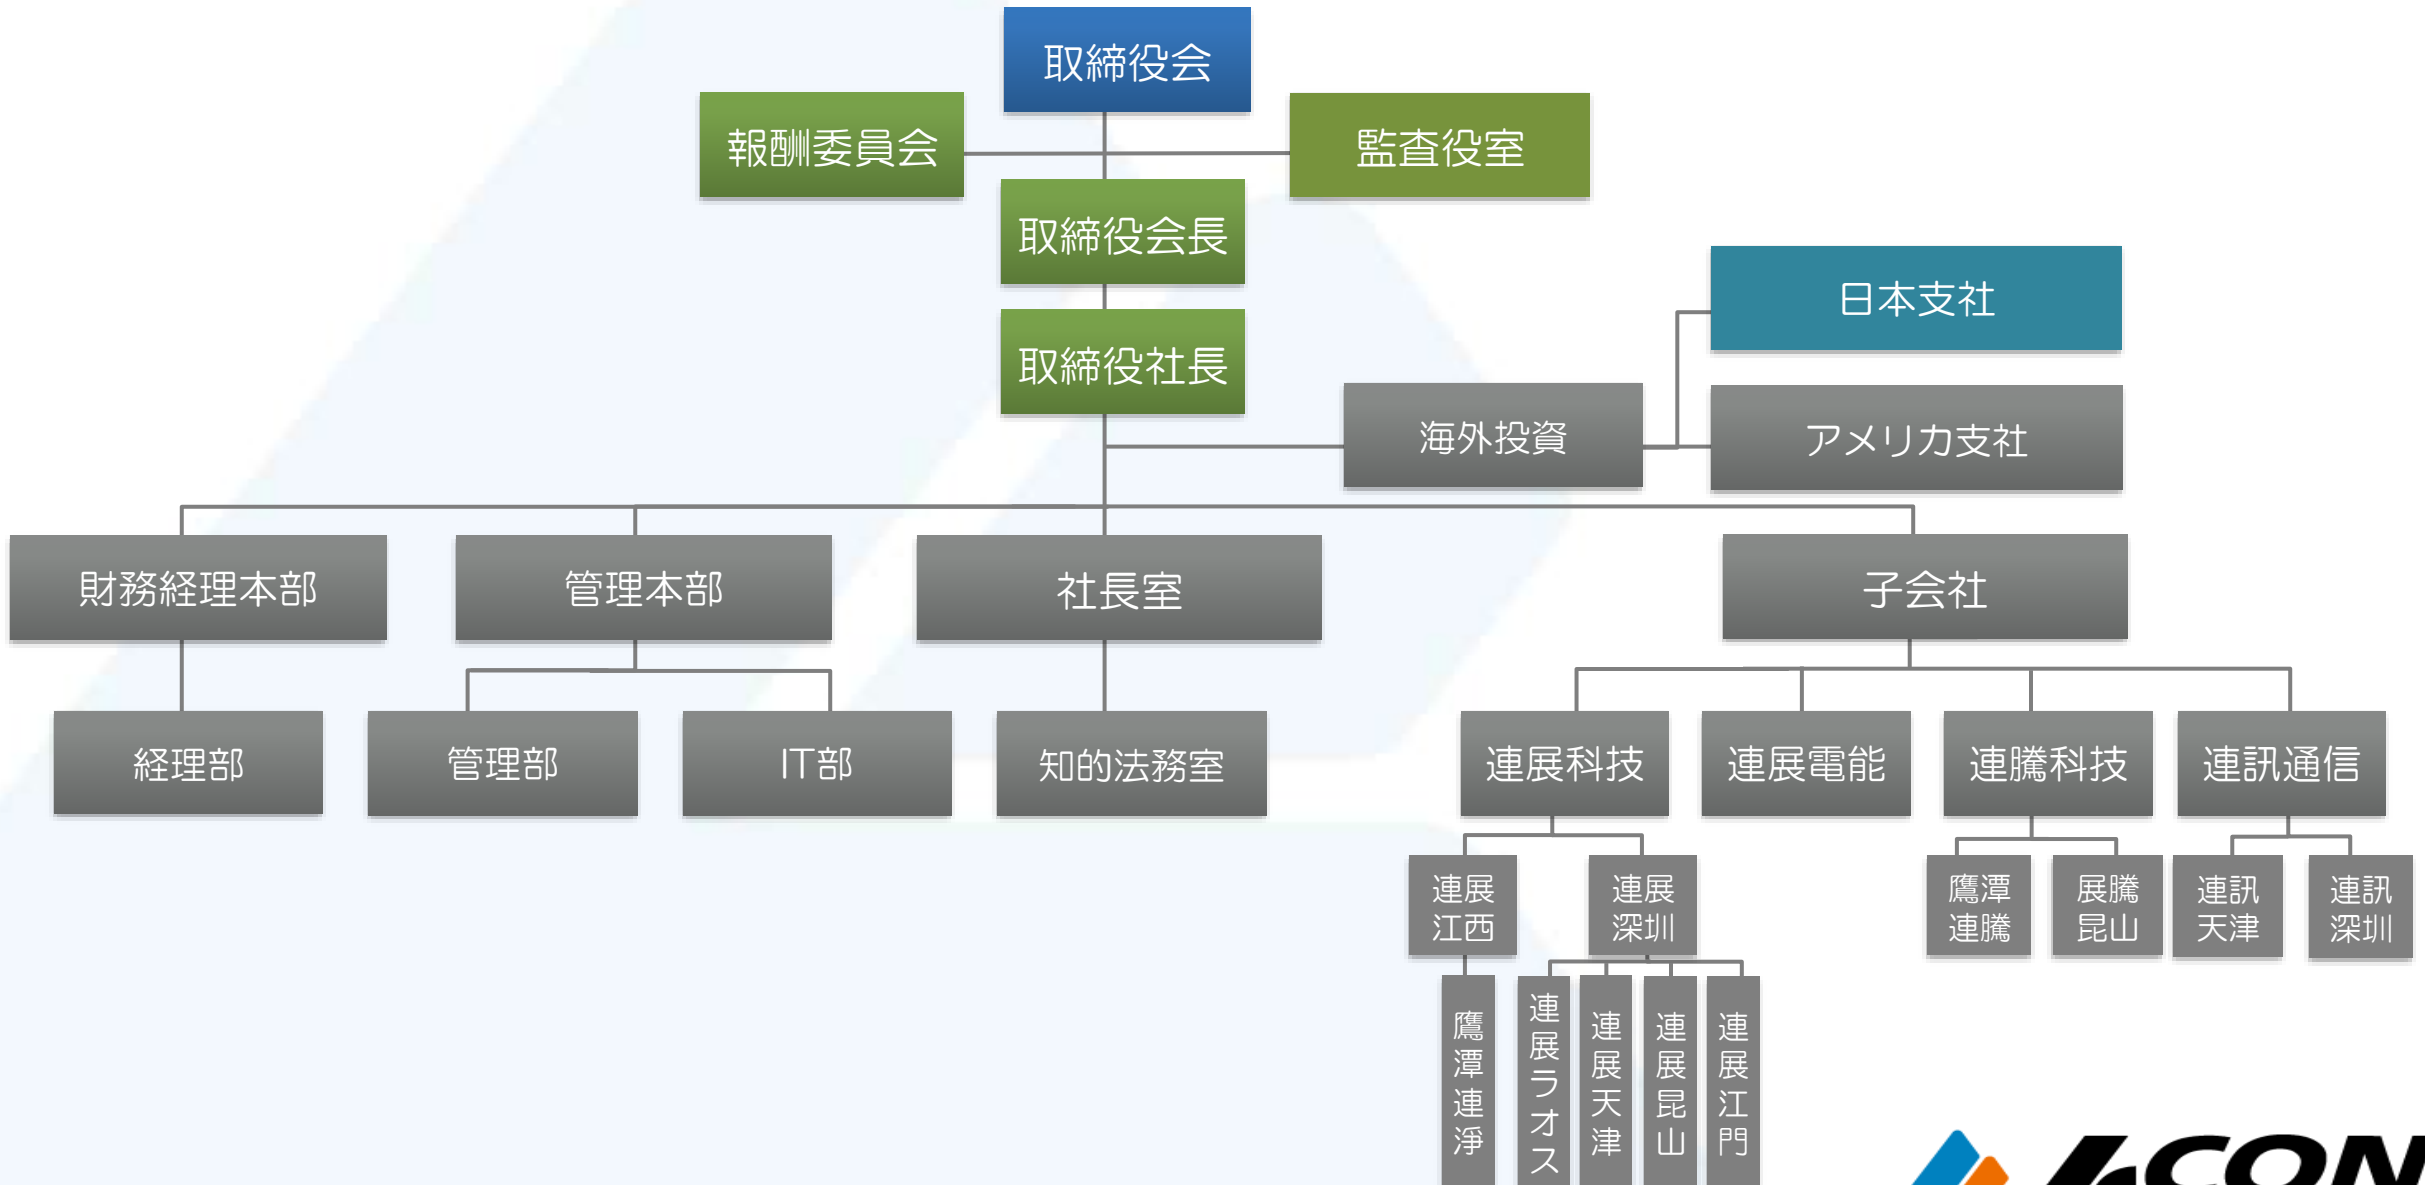 取締役会
報酬委員会
監査役室
取締役会長
取締役社長
日本支社
海外投資
アメリカ支社
財務経理本部
管理本部
社長室
子会社
経理部
管理部
IT部
知的法務室
連展科技
連展電能
連騰科技
連訊通信
連展
江西
連展
深圳
鷹潭
連騰
展騰
昆山
連訊
天津
連訊
深圳
鷹潭連淨
連展ラオス
連展天津
連展昆山
連展江門
ACON